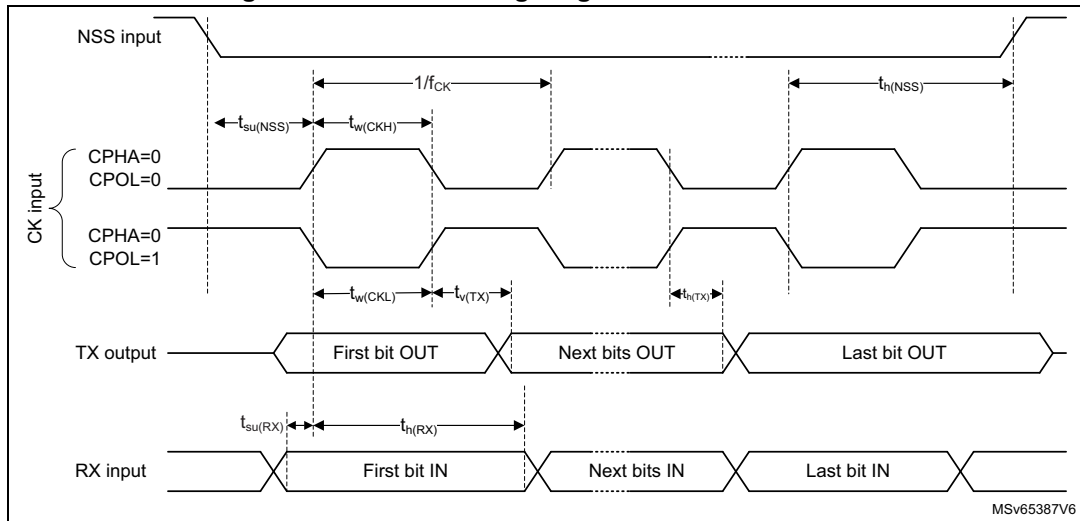 NSS input
1/fCK
th(NSS)
tsu(NSS)
tw(CKH)
CK input
CPHA=0
CPOL=0
CPHA=0
CPOL=1
tw(CKL)
tv(TX)
th(TX)
TX output
First bit OUT
Next bits OUT
Last bit OUT
tsu(RX)
th(RX)
RX input
First bit IN
Next bits IN
Last bit IN
MSv65387V6